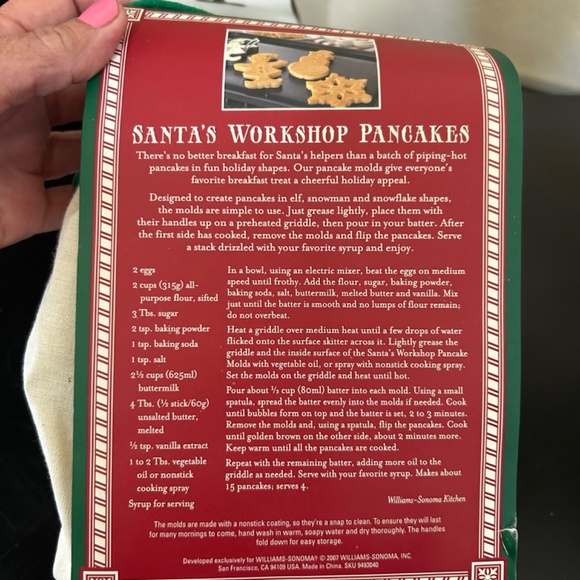 SANTA'S WORKSHOP PANCAKES
There's no better breakfast for Santa's helpers than a batch of piping-hot
pancakes in fun holiday shapes. Our pancake molds give everyone's
favorite breakfast treat a cheerful holiday appeal.
Designed to create pancakes in elf, snowman and snowflake shapes,
the molds are simple to use. Just grease lightly, place them with
their handles up on a preheated griddle, then pour in your batter. After
the first side has cooked, remove the molds and flip the pancakes. Serve
a stack drizzled with your favorite syrup and enjoy.
2 eggs
2 cups (315g) all-
purpose flour, sifted
3 Tbs. sugar
2 tsp. baking powder
1 tsp. baking soda
1 tsp. salt
2½ cups (625ml)
buttermilk
4 Tbs. (½ stick/60g)
unsalted butter,
melted
½ tsp. vanilla extract
1 to 2 Tbs. vegetable
oil or nonstick
cooking spray
Syrup for serving
In a bowl, using an electric mixer, beat the eggs on medium
speed until frothy. Add the flour, sugar, baking powder,
baking soda, salt, buttermilk, melted butter and vanilla. Mix
just until the batter is smooth and no lumps of flour remain;
do not overbeat.
Heat a griddle over medium heat until a few drops of water
flicked onto the surface skitter across it. Lightly grease the
griddle and the inside surface of the Santa's Workshop Pancake
Molds with vegetable oil, or spray with nonstick cooking spray.
Set the molds on the griddle and heat until hot.
Pour about ⅓ cup (80ml) batter into each mold. Using a small
spatula, spread the batter evenly into the molds if needed. Cook
until bubbles form on top and the batter is set, 2 to 3 minutes.
Remove the molds and, using a spatula, flip the pancakes. Cook
until golden brown on the other side, about 2 minutes more.
Keep warm until all the pancakes are cooked.
Repeat with the remaining batter, adding more oil to the
griddle as needed. Serve with your favorite syrup. Makes about
15 pancakes; serves 4.
Williams-Sonoma Kitchen
The molds are made with a nonstick coating, so they're a snap to clean. To ensure they will last
for many mornings to come, hand wash in warm, soapy water and dry thoroughly. The handles
fold down for easy storage.
Developed exclusively for WILLIAMS-SONOMA® © 2007 WILLIAMS-SONOMA, INC.
San Francisco, CA 94109 USA. Made in China. SKU 9493040